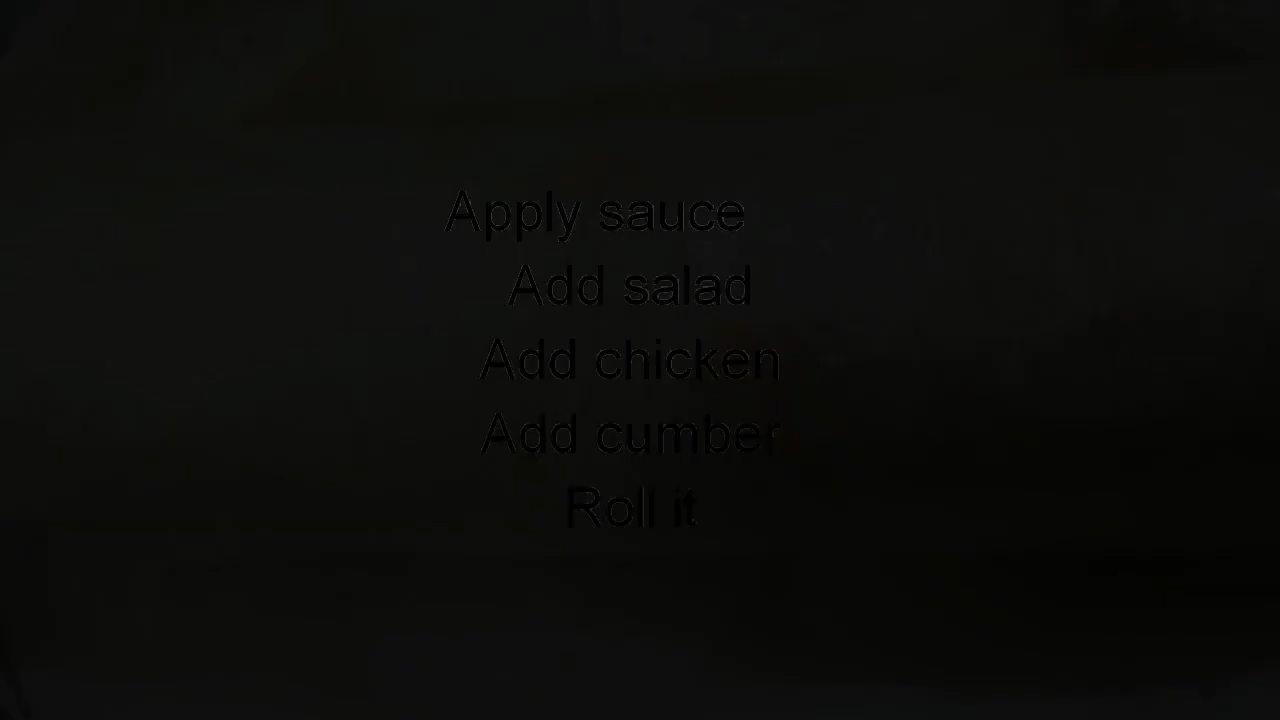 Apply sauce
Add salad
Add chicken
Add cumber
Roll it